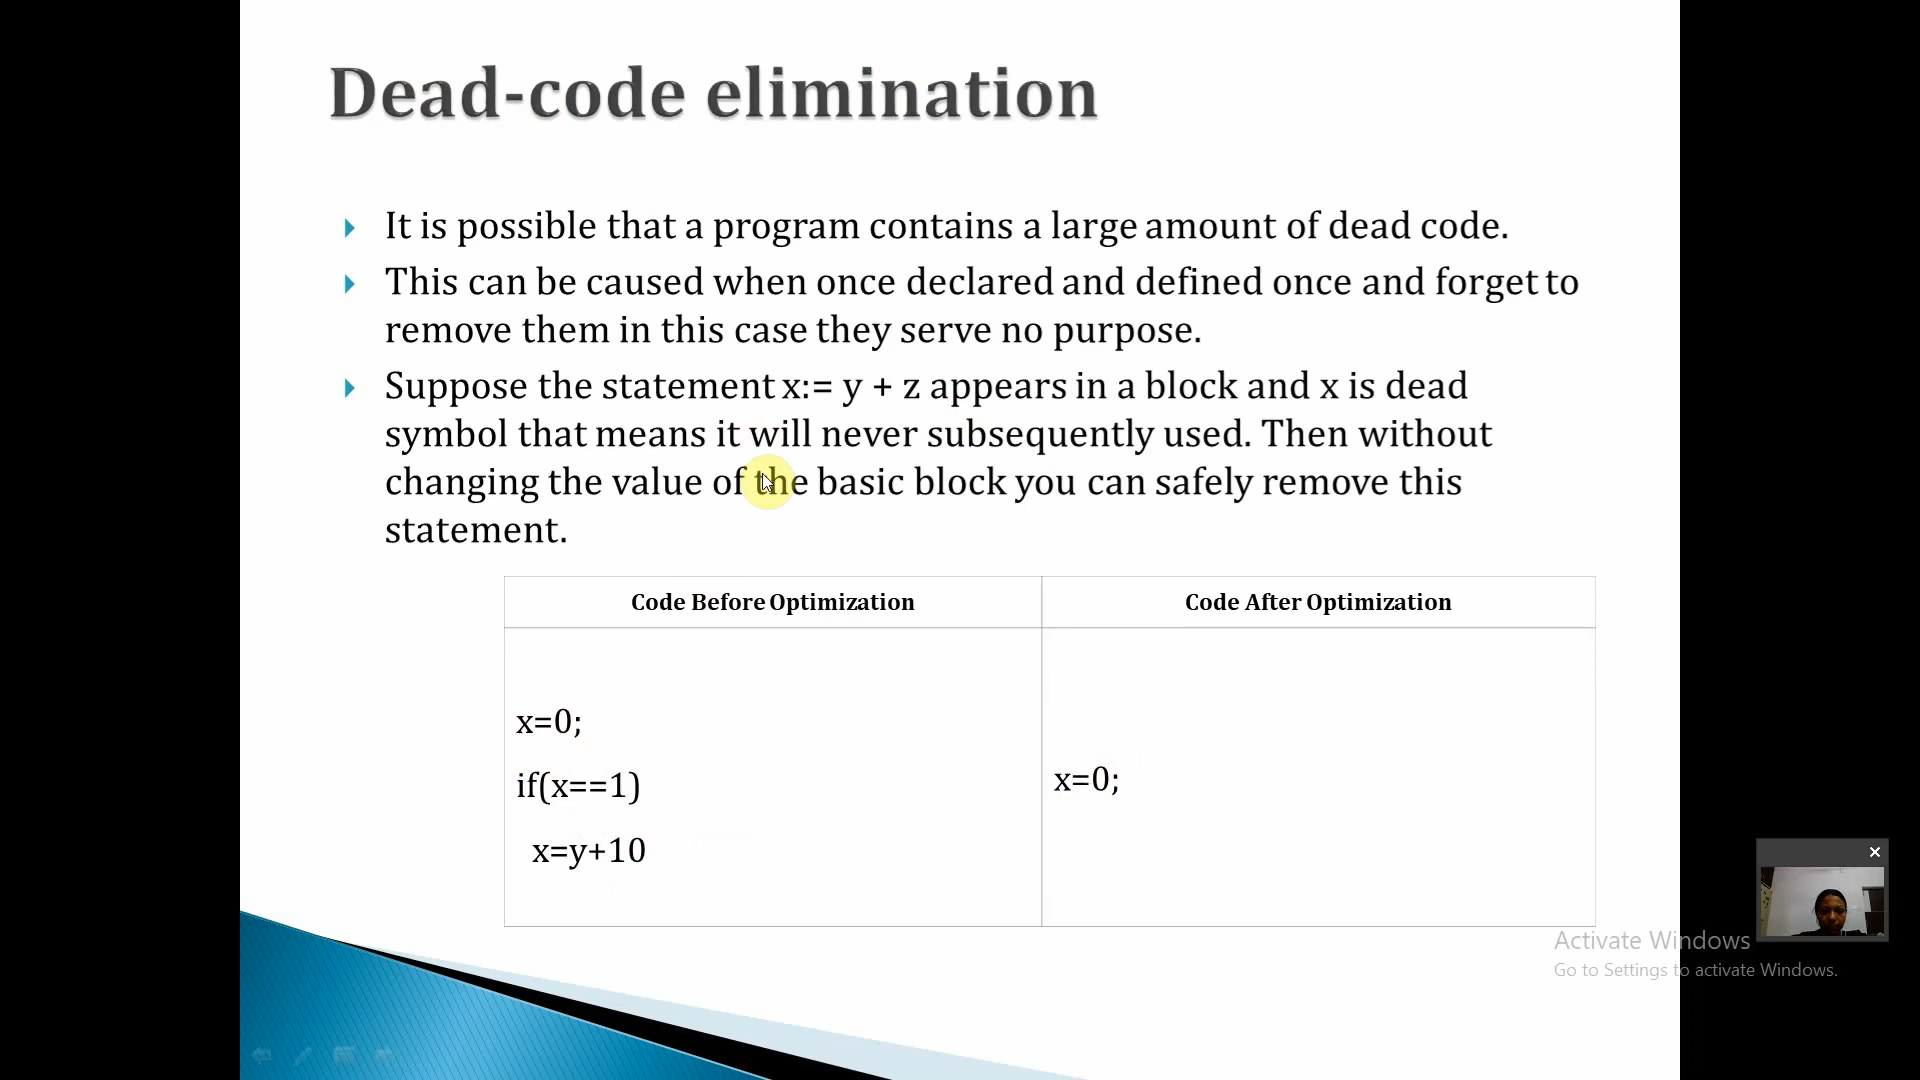 Dead-code elimination
It is possible that a program contains a large amount of dead code.
This can be caused when once declared and defined once and forget to
remove them in this case they serve no purpose.
Suppose the statement x:= y + z appears in a block and x is dead
symbol that means it will never subsequently used. Then without
changing the value of the basic block you can safely remove this
statement.
Code Before Optimization
Code After Optimization
x=0;
if(x==1)
x=y+10
x=0;
Activate Windows
Go to Settings to activate Windows.